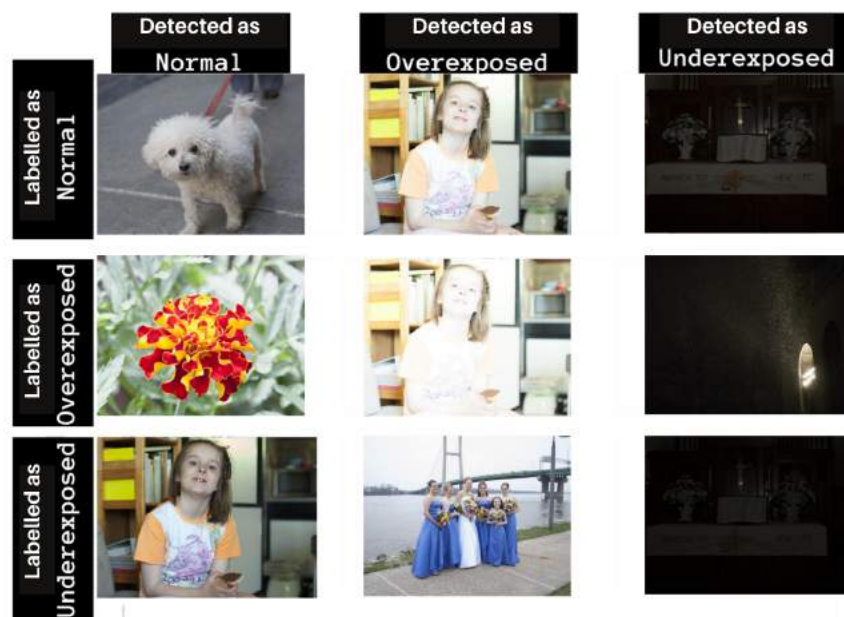 Detected as
Normal
Detected as
Overexposed
Detected as
Underexposed
Labelled as
Normal
Labelled as
Overexposed
Labelled as
Underexposed